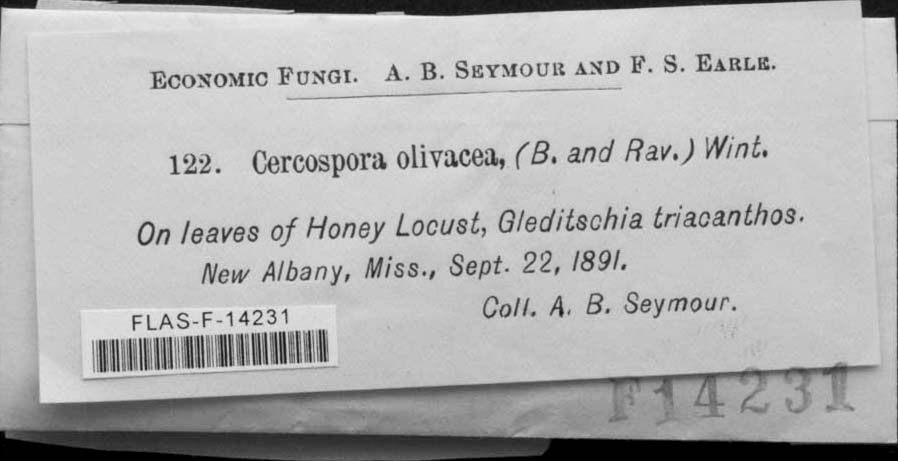 ECONOMIC FUNGI. A. B. SEYMOUR AND F. S. EARLE.
122. Cercospora olivacea, (B. and Rav.) Wint.
On leaves of Honey Locust, Gleditschia triacanthos.
New Albany, Miss., Sept. 22, 1891.
Coll. A. B. Seymour.
FLAS-F-14231
F14231